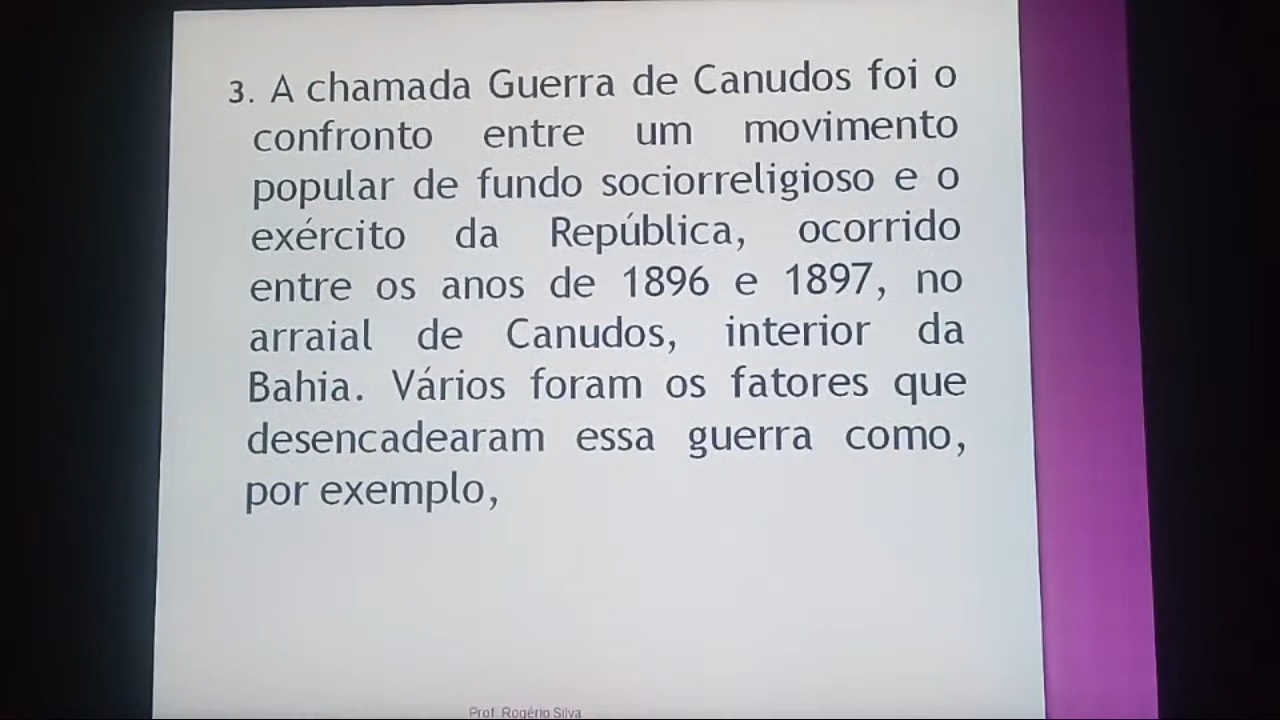 3. A chamada Guerra de Canudos foi o
confronto entre um movimento
popular de fundo sociorreligioso e o
exército da República, ocorrido
entre os anos de 1896 e 1897, no
arraial de Canudos, interior da
Bahia. Vários foram os fatores que
desencadearam essa guerra como,
por exemplo,
Prof. Rogério Silva